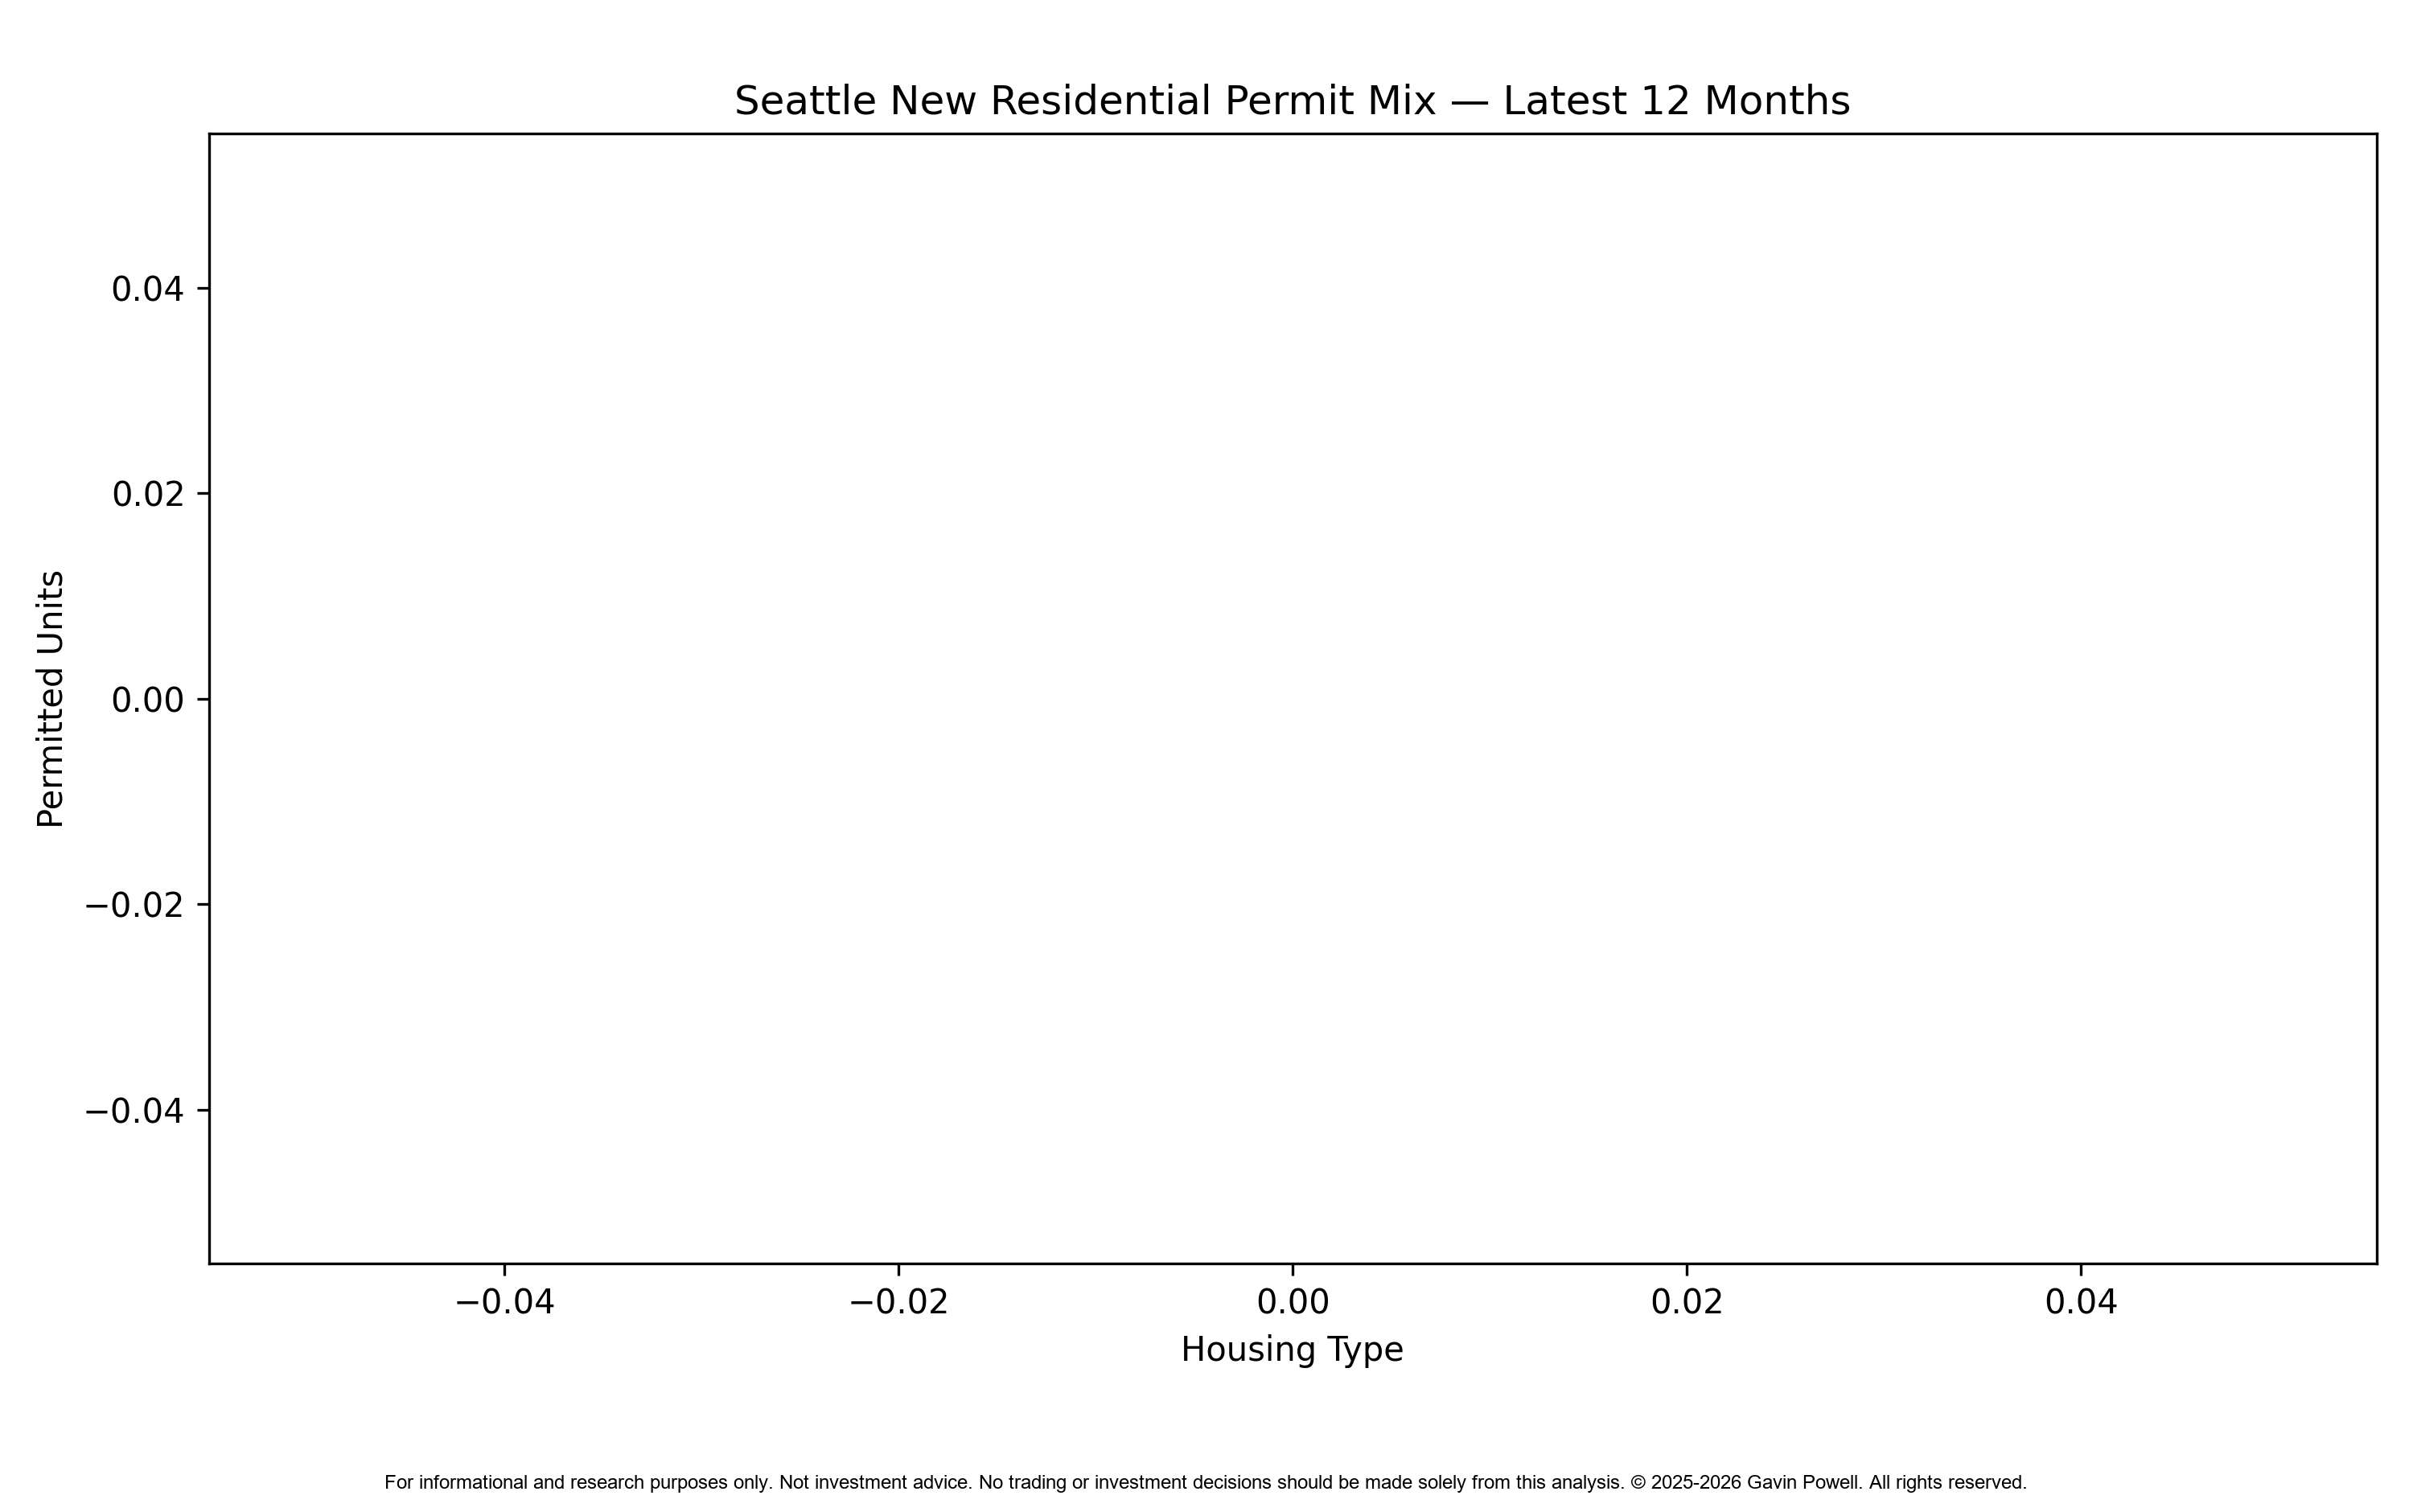 Seattle New Residential Permit Mix — Latest 12 Months
Permitted Units
0.04
0.02
0.00
−0.02
−0.04
−0.04 −0.02 0.00 0.02 0.04
Housing Type
For informational and research purposes only. Not investment advice. No trading or investment decisions should be made solely from this analysis. © 2025-2026 Gavin Powell. All rights reserved.